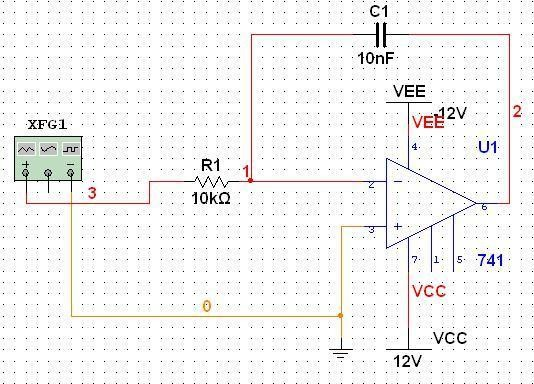 C1
10nF
VEE
-12V
VEE
2
XFG1
4
U1
R1
1
3
10kΩ
2
6
3
7
1
5
741
VCC
0
VCC
12V